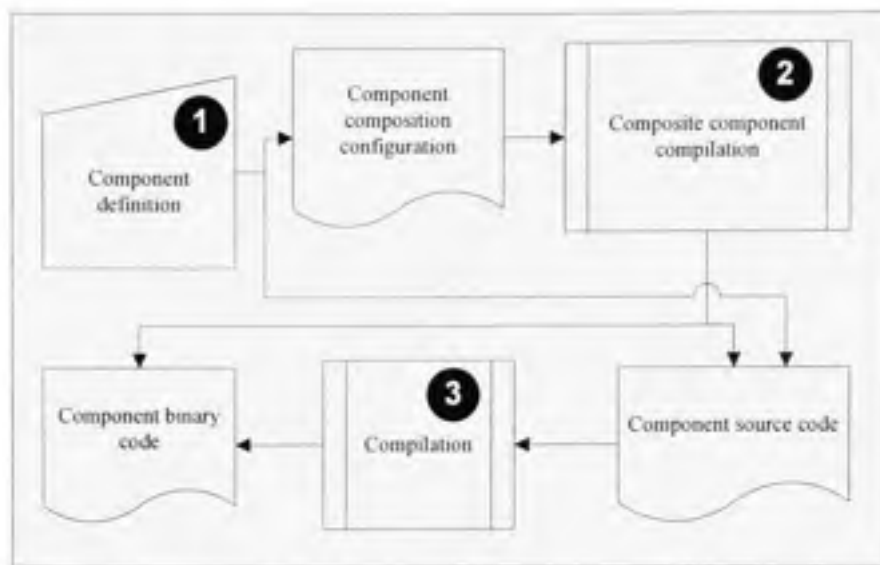 1
Component
definition
Component
composition
configuration
2
Composite component
compilation
Component binary
code
3
Compilation
Component source code